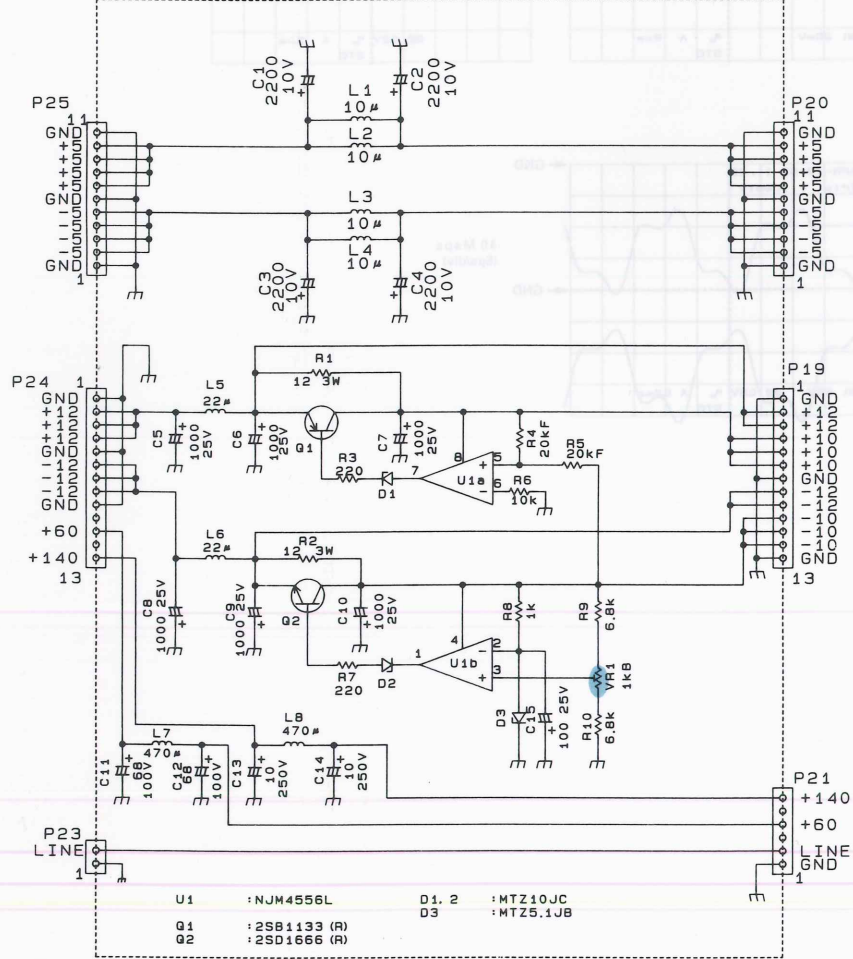 C1
2200
10V
C2
2200
10V
L1
10μ
L2
10μ
P25
11
GND
+5
+5
+5
+5
GND
-5
-5
-5
-5
GND
1
P20
11
GND
+5
+5
+5
+5
GND
-5
-5
-5
-5
GND
1
L3
10μ
L4
10μ
C3
2200
10V
C4
2200
10V
P24
1
GND
+12
+12
+12
GND
-12
-12
-12
GND
+60
+140
13
P19
1
GND
+12
+12
+10
+10
+10
GND
-12
-12
-10
-10
-10
GND
13
L5
22μ
R1
12 3W
C5
1000
25V
C6
1000
25V
Q1
C7
1000
25V
R3
220
D1
7
8
U1a
5
+
6
-
R4
20kF
R5
20kF
R6
10k
L6
22μ
R2
12 3W
C8
1000 25V
C9
1000 25V
Q2
C10
1000
25V
R7
220
D2
1
4
U1b
2
-
3
+
R8
1k
R9
6.8k
VR1
1kB
R10
6.8k
D3
C15
100 25V
L7
470μ
L8
470μ
C11
68
100V
C12
68
100V
C13
10
250V
C14
10
250V
P23
LINE
1
P21
+140
+60
LINE
GND
1
U1 :NJM4556L
Q1 :2SB1133 (R)
Q2 :2SD1666 (R)
D1, 2 :MTZ10JC
D3 :MTZ5.1JB